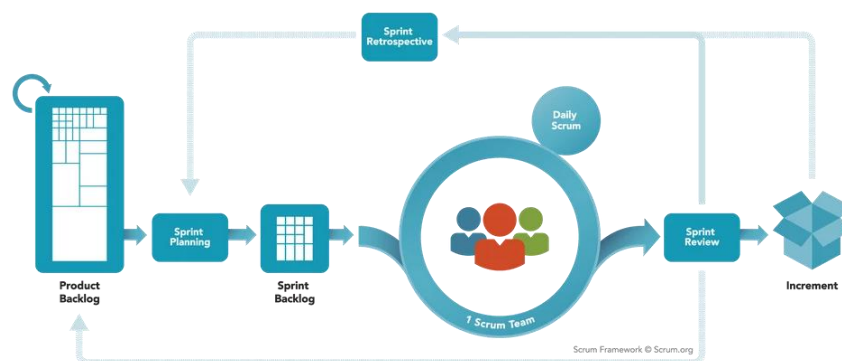 Sprint
Retrospective
Daily
Scrum
Sprint
Planning
Sprint
Review
Product
Backlog
Sprint
Backlog
1 Scrum Team
Increment
Scrum Framework © Scrum.org